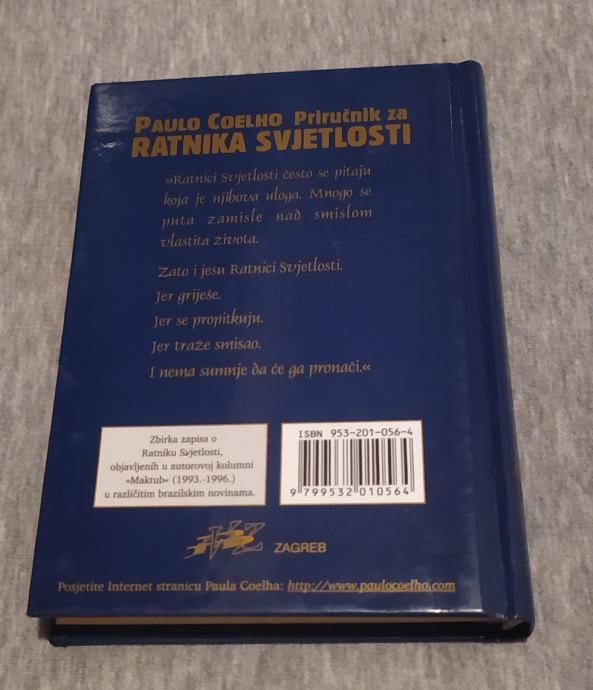 PAULO COELHO Priručnik za
RATNIKA SVJETLOSTI
»Ratnici Svjetlosti često se pitaju
koja je njihova uloga. Mnogo se
puta zamisle nad smislom
vlastita života.
Zato i jesu Ratnici Svjetlosti.
Jer griješe.
Jer se propitkuju.
Jer traže smisao.
I nema sumnje da će ga pronaći.«
Zbirka zapisa o
Ratniku Svjetlosti,
objavljenih u autorovoj kolumni
»Maktub« (1993.-1996.)
u različitim brazilskim novinama.
ISBN 953-201-056-4
9 799532 010564
VZ ZAGREB
Posjetite Internet stranicu Paula Coelha: http://www.paulocoelho.com